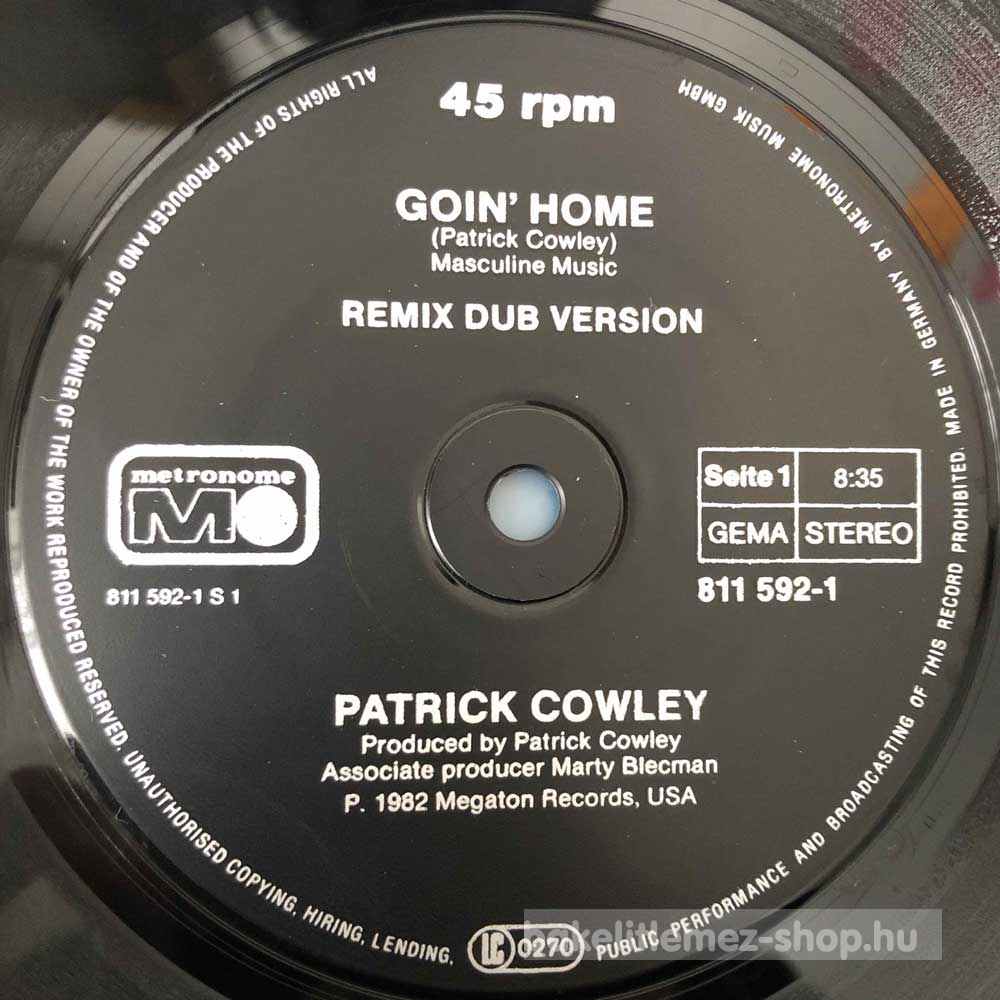 45 rpm
GOIN' HOME
(Patrick Cowley)
Masculine Music
REMIX DUB VERSION
metronome
M
811 592-1 S 1
Seite 1
8:35
GEMA
STEREO
811 592-1
PATRICK COWLEY
Produced by Patrick Cowley
Associate producer Marty Blecman
P. 1982 Megaton Records, USA
ALL RIGHTS OF THE PRODUCER AND OF THE OWNER OF THE WORK REPRODUCED RESERVED. UNAUTHORISED COPYING, HIRING, LENDING, LC 0270 PUBLIC PERFORMANCE AND BROADCASTING OF THIS RECORD PROHIBITED. MADE IN GERMANY BY METRONOME MUSIK GMBH
bakelitlemez-shop.hu